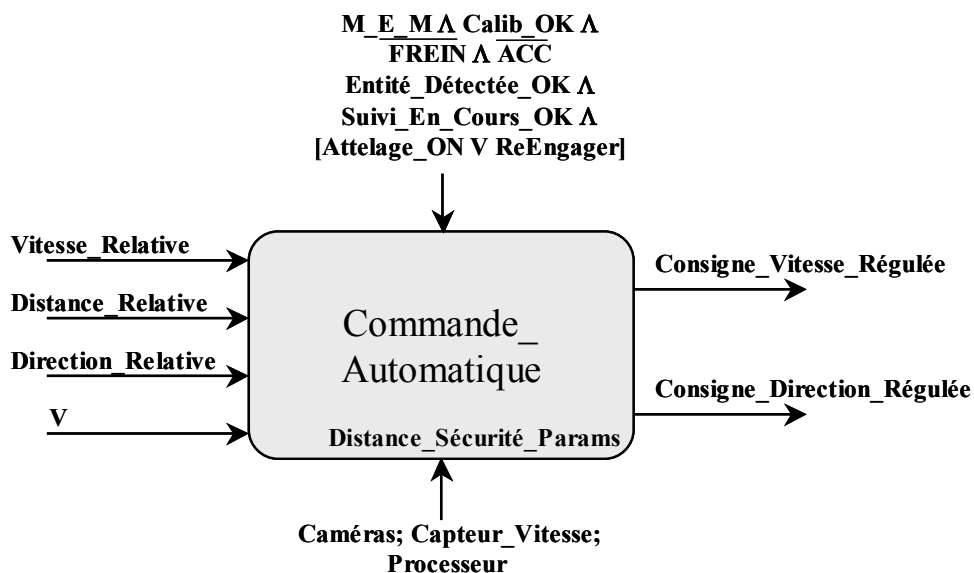 M_E_M Λ Calib_OK Λ
FREIN Λ ACC
Entité_Détectée_OK Λ
Suivi_En_Cours_OK Λ
[Attelage_ON V ReEngager]
Vitesse_Relative
Distance_Relative
Direction_Relative
V
Commande_
Automatique
Distance_Sécurité_Params
Consigne_Vitesse_Régulée
Consigne_Direction_Régulée
Caméras; Capteur_Vitesse;
Processeur